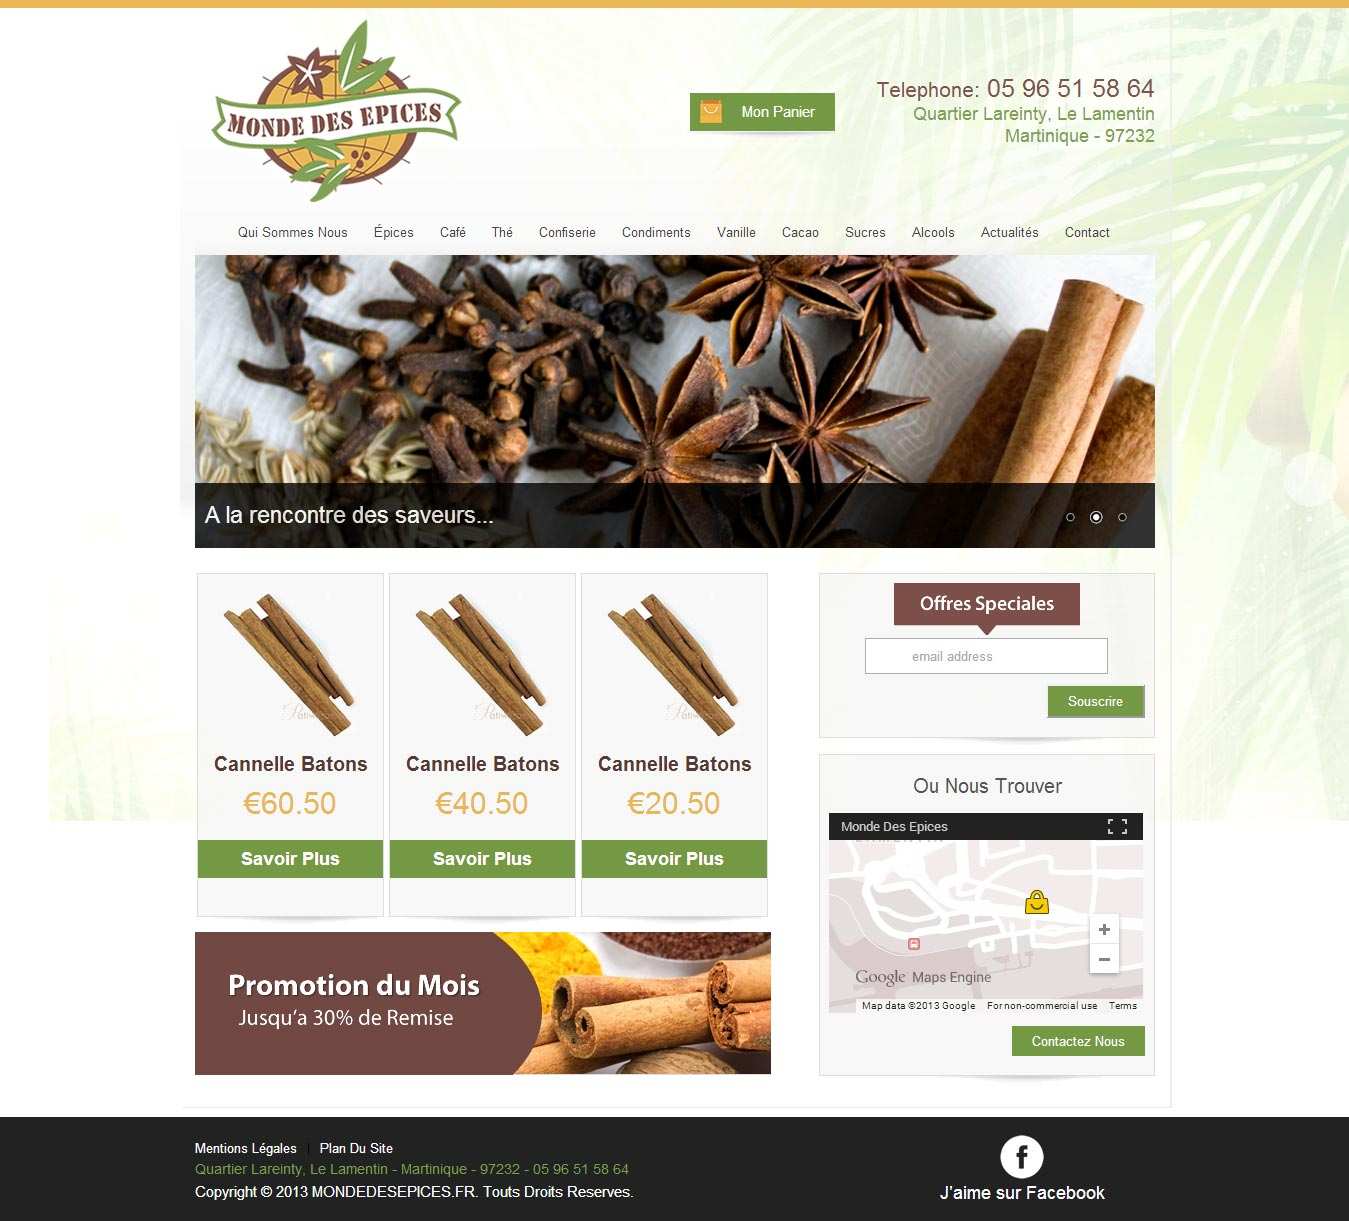 MONDE DES EPICES
Mon Panier
Telephone: 05 96 51 58 64
Quartier Lareinty, Le Lamentin
Martinique - 97232
Qui Sommes Nous Épices Café Thé Confiserie Condiments Vanille Cacao Sucres Alcools Actualités Contact
A la rencontre des saveurs...
Cannelle Batons
€60.50
Savoir Plus
Cannelle Batons
€40.50
Savoir Plus
Cannelle Batons
€20.50
Savoir Plus
Offres Speciales
email address
Souscrire
Ou Nous Trouver
Monde Des Epices
Google Maps Engine
Map data ©2013 Google For non-commercial use Terms
Contactez Nous
Promotion du Mois
Jusqu'a 30% de Remise
Mentions Légales | Plan Du Site
Quartier Lareinty, Le Lamentin - Martinique - 97232 - 05 96 51 58 64
Copyright © 2013 MONDEDESEPICES.FR. Touts Droits Reserves.
J'aime sur Facebook